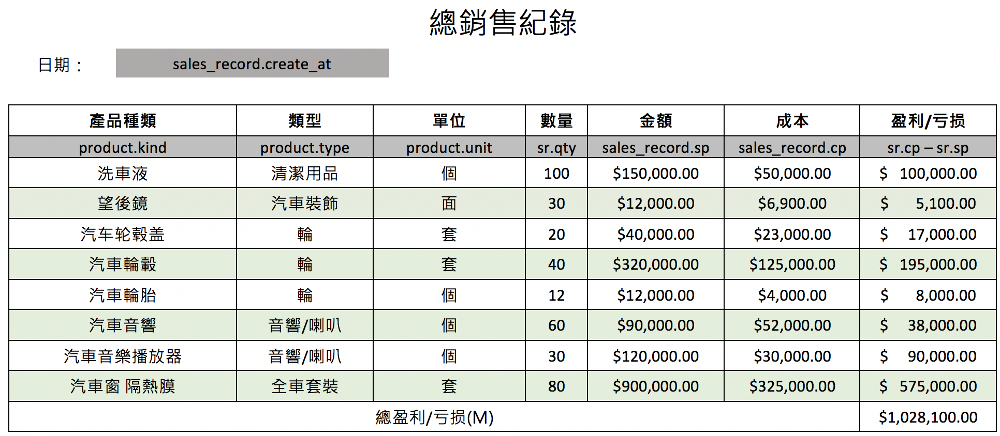 總銷售紀錄
日期： sales_record.create_at
產品種類 類型 單位 數量 金額 成本 盈利/亏损
product.kind product.type product.unit sr.qty sales_record.sp sales_record.cp sr.cp – sr.sp
洗車液 清潔用品 個 100 $150,000.00 $50,000.00 $ 100,000.00
望後鏡 汽車裝飾 面 30 $12,000.00 $6,900.00 $ 5,100.00
汽车轮毂盖 輪 套 20 $40,000.00 $23,000.00 $ 17,000.00
汽車輪轂 輪 套 40 $320,000.00 $125,000.00 $ 195,000.00
汽車輪胎 輪 個 12 $12,000.00 $4,000.00 $ 8,000.00
汽車音響 音響/喇叭 個 60 $90,000.00 $52,000.00 $ 38,000.00
汽車音樂播放器 音響/喇叭 個 30 $120,000.00 $30,000.00 $ 90,000.00
汽車窗 隔熱膜 全車套裝 套 80 $900,000.00 $325,000.00 $ 575,000.00
總盈利/亏损(M) $1,028,100.00